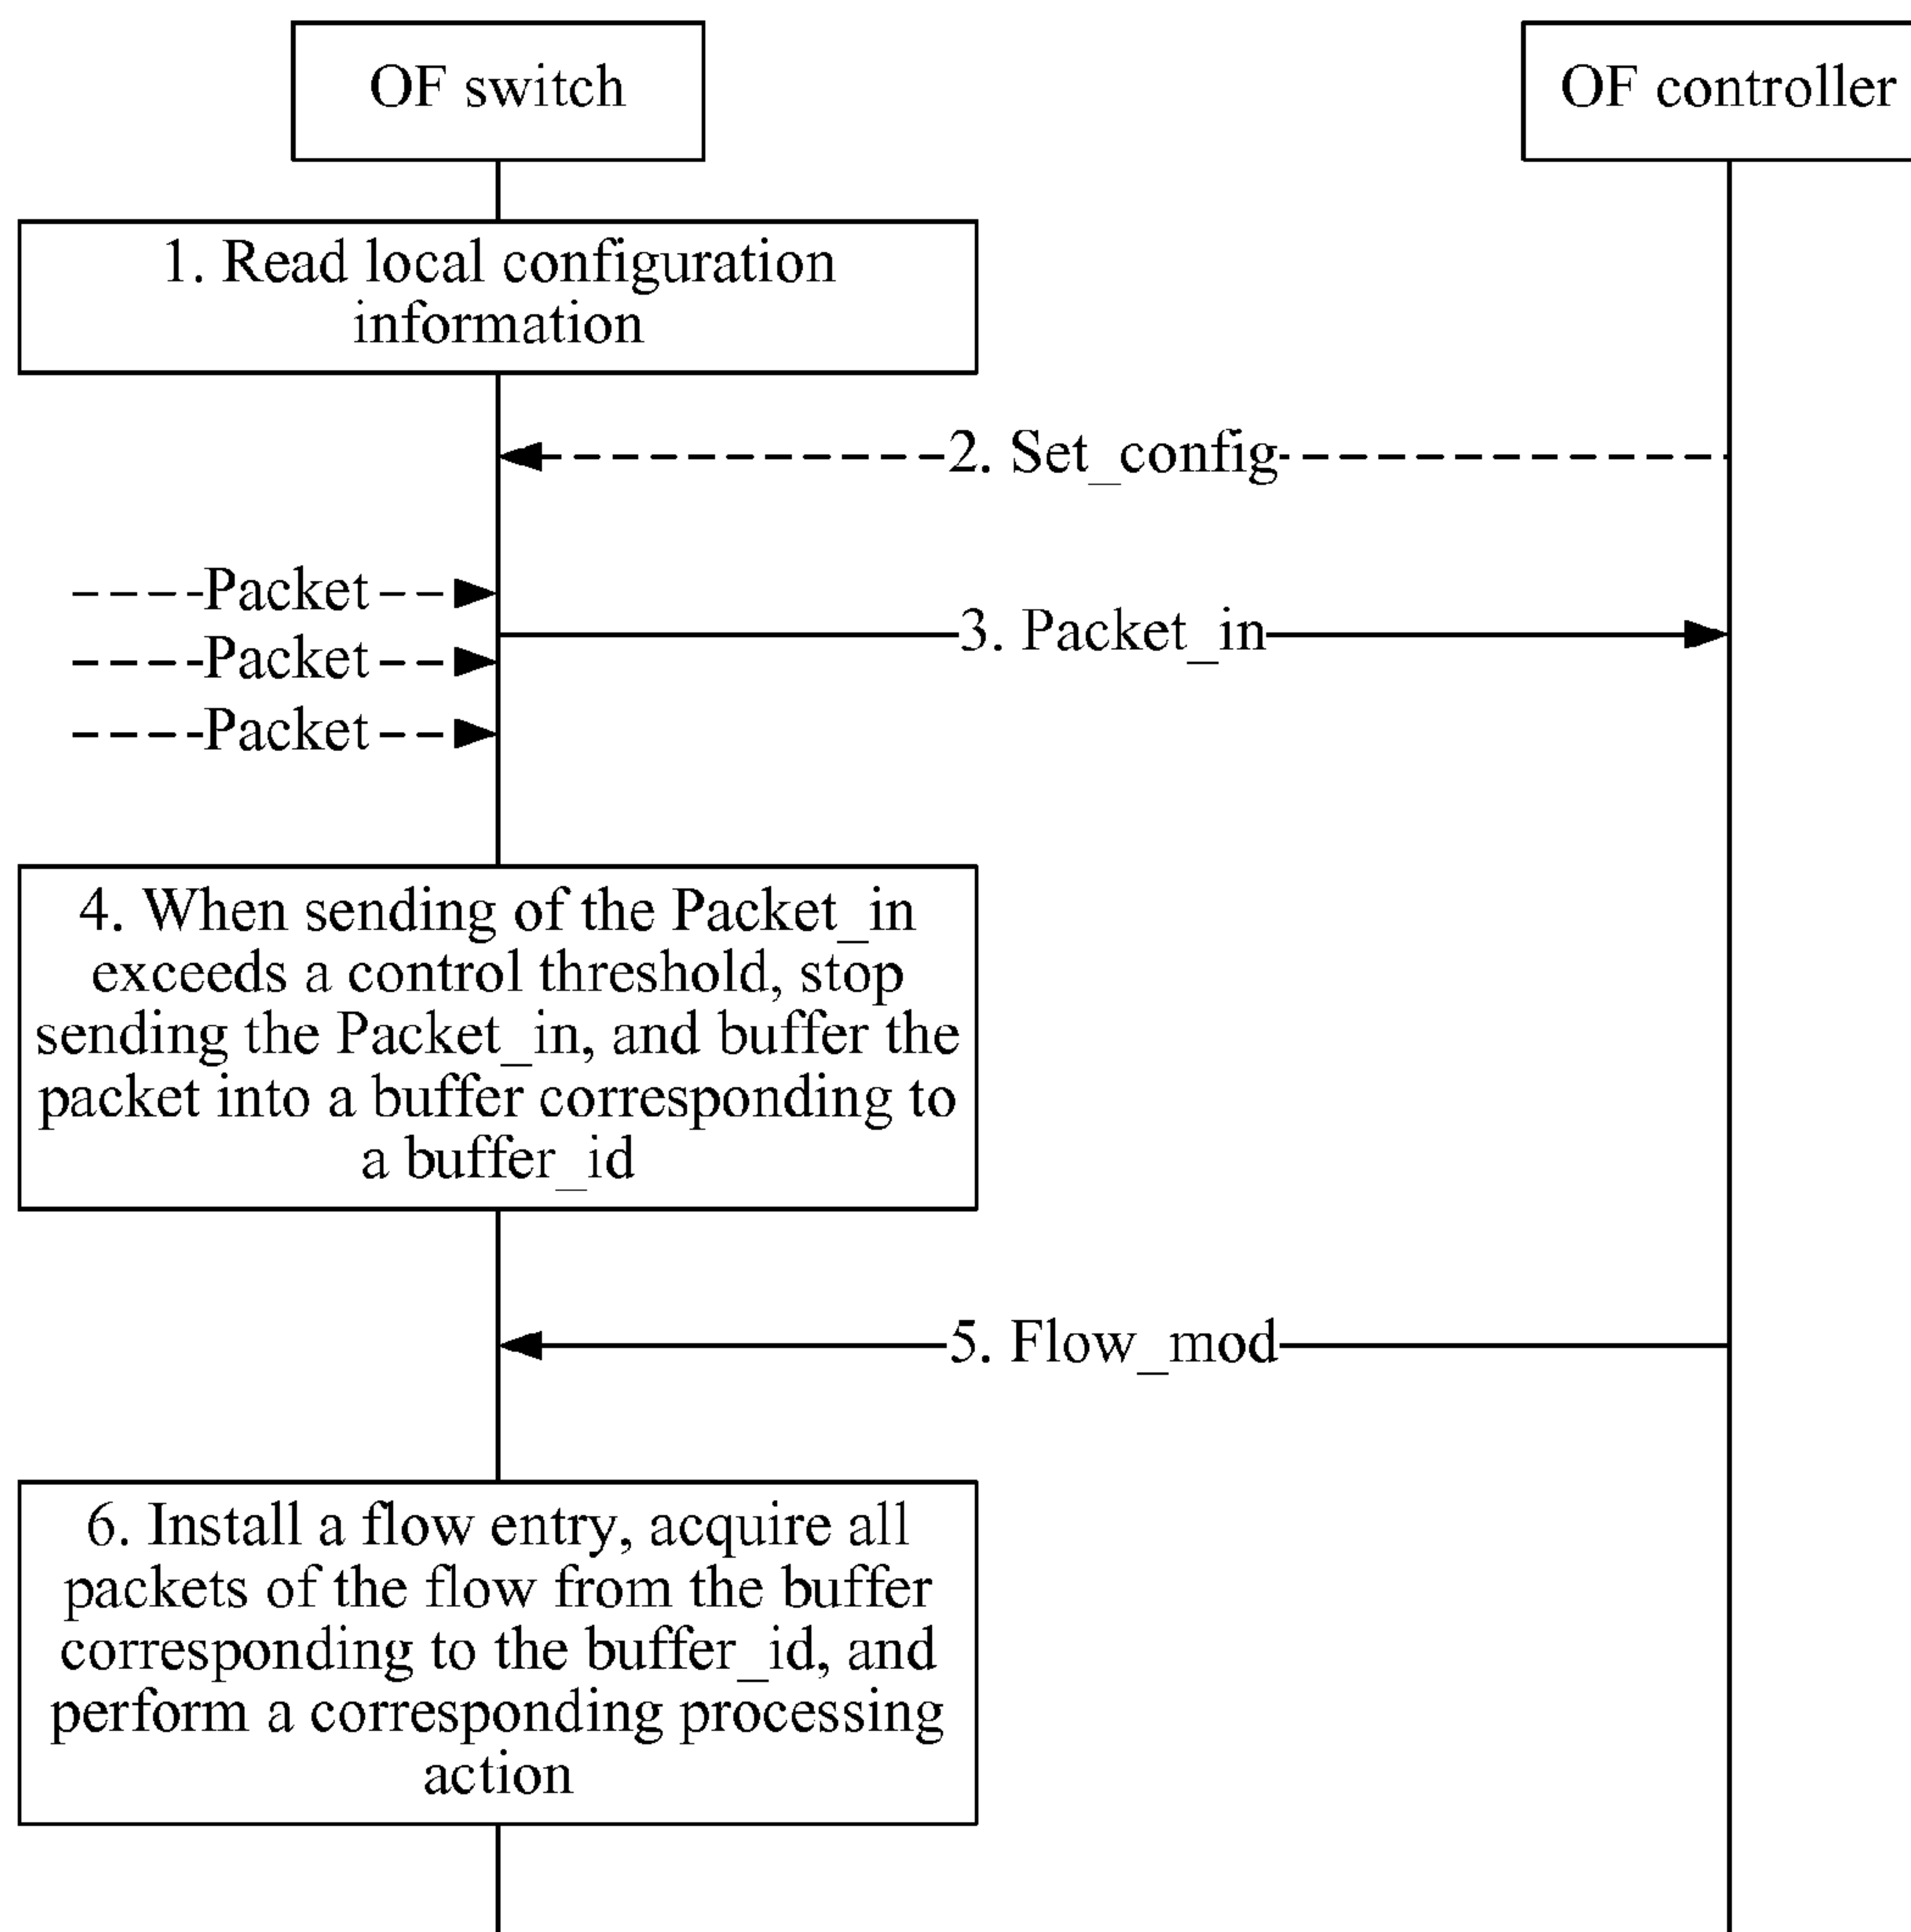 OF switch
OF controller
1. Read local configuration
information
2. Set_config
Packet
3. Packet_in
Packet
Packet
4. When sending of the Packet_in
exceeds a control threshold, stop
sending the Packet_in, and buffer the
packet into a buffer corresponding to
a buffer_id
5. Flow_mod
6. Install a flow entry, acquire all
packets of the flow from the buffer
corresponding to the buffer_id, and
perform a corresponding processing
action